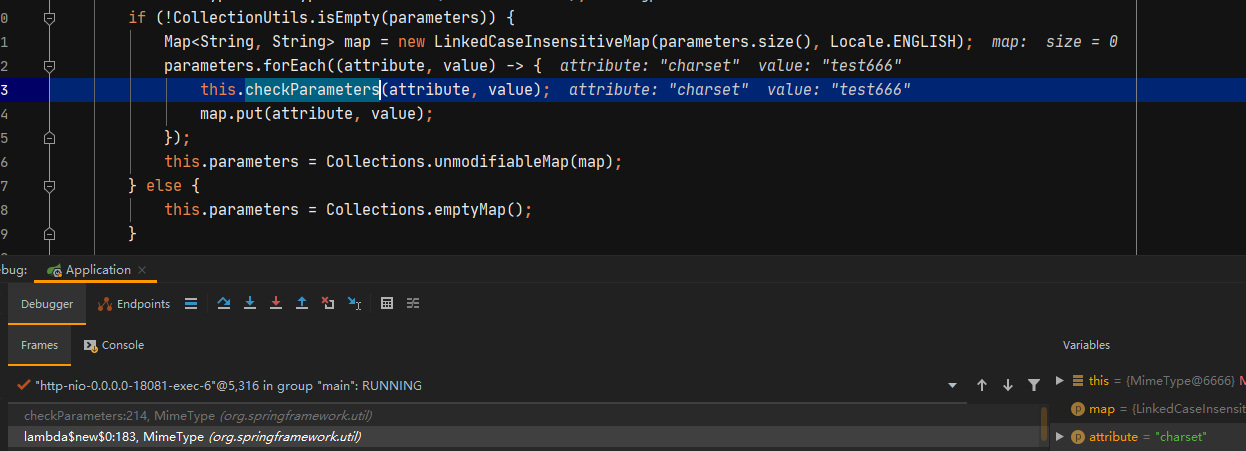 0 if (!CollectionUtils.isEmpty(parameters)) {
1 Map<String, String> map = new LinkedCaseInsensitiveMap(parameters.size(), Locale.ENGLISH); map: size = 0
2 parameters.forEach((attribute, value) -> { attribute: "charset" value: "test666"
3 this.checkParameters(attribute, value); attribute: "charset" value: "test666"
4 map.put(attribute, value);
5 });
6 this.parameters = Collections.unmodifiableMap(map);
7 } else {
8 this.parameters = Collections.emptyMap();
9 }
ebug: Application
Debugger Endpoints
Frames Console Variables
"http-nio-0.0.0.0-18081-exec-6"@5,316 in group "main": RUNNING
this = {MimeType@6666} M
checkParameters:214, MimeType (org.springframework.util)
map = {LinkedCaseInsensit
lambda$new$0:183, MimeType (org.springframework.util)
attribute = "charset"